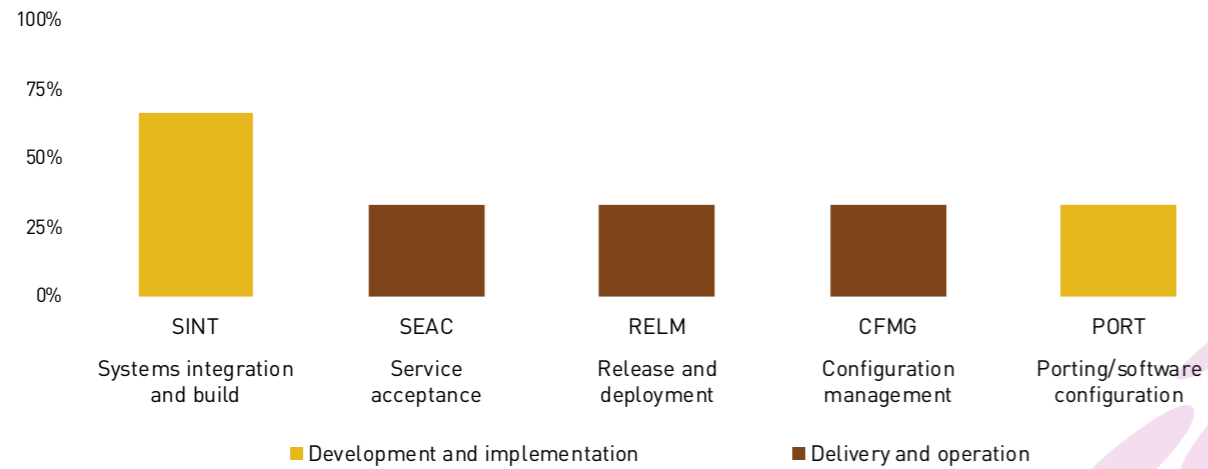 100%
75%
50%
25%
0%
SINT SEAC RELM CFMG PORT
Systems integration Service Release and Configuration Porting/software
and build acceptance deployment management configuration
Development and implementation Delivery and operation